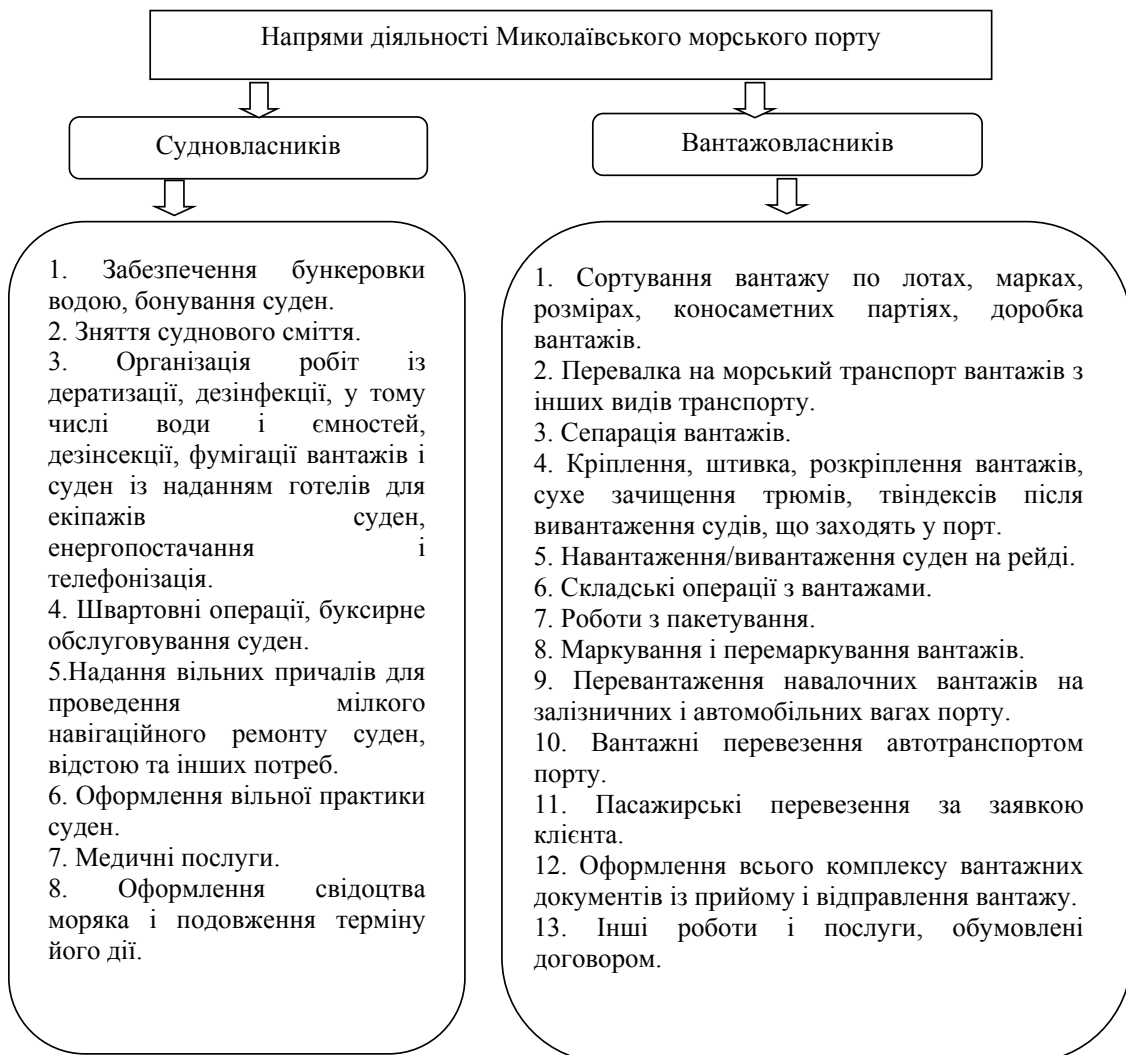 Напрями діяльності Миколаївського морського порту
Судновласників
Вантажовласників
1. Забезпечення бункеровки
водою, бонування суден.
2. Зняття суднового сміття.
3. Організація робіт із
дератизації, дезінфекції, у тому
числі води і ємностей,
дезінсекції, фумігації вантажів і
суден із наданням готелів для
екіпажів суден,
енергопостачання і
телефонізація.
4. Швартовні операції, буксирне
обслуговування суден.
5.Надання вільних причалів для
проведення мілкого
навігаційного ремонту суден,
відстою та інших потреб.
6. Оформлення вільної практики
суден.
7. Медичні послуги.
8. Оформлення свідоцтва
моряка і подовження терміну
його дії.
1. Сортування вантажу по лотах, марках,
розмірах, коносаметних партіях, доробка
вантажів.
2. Перевалка на морський транспорт вантажів з
інших видів транспорту.
3. Сепарація вантажів.
4. Кріплення, штивка, розкріплення вантажів,
сухе зачищення трюмів, твіндексів після
вивантаження судів, що заходять у порт.
5. Навантаження/вивантаження суден на рейді.
6. Складські операції з вантажами.
7. Роботи з пакетування.
8. Маркування і перемаркування вантажів.
9. Перевантаження навалочних вантажів на
залізничних і автомобільних вагах порту.
10. Вантажні перевезення автотранспортом
порту.
11. Пасажирські перевезення за заявкою
клієнта.
12. Оформлення всього комплексу вантажних
документів із прийому і відправлення вантажу.
13. Інші роботи і послуги, обумовлені
договором.